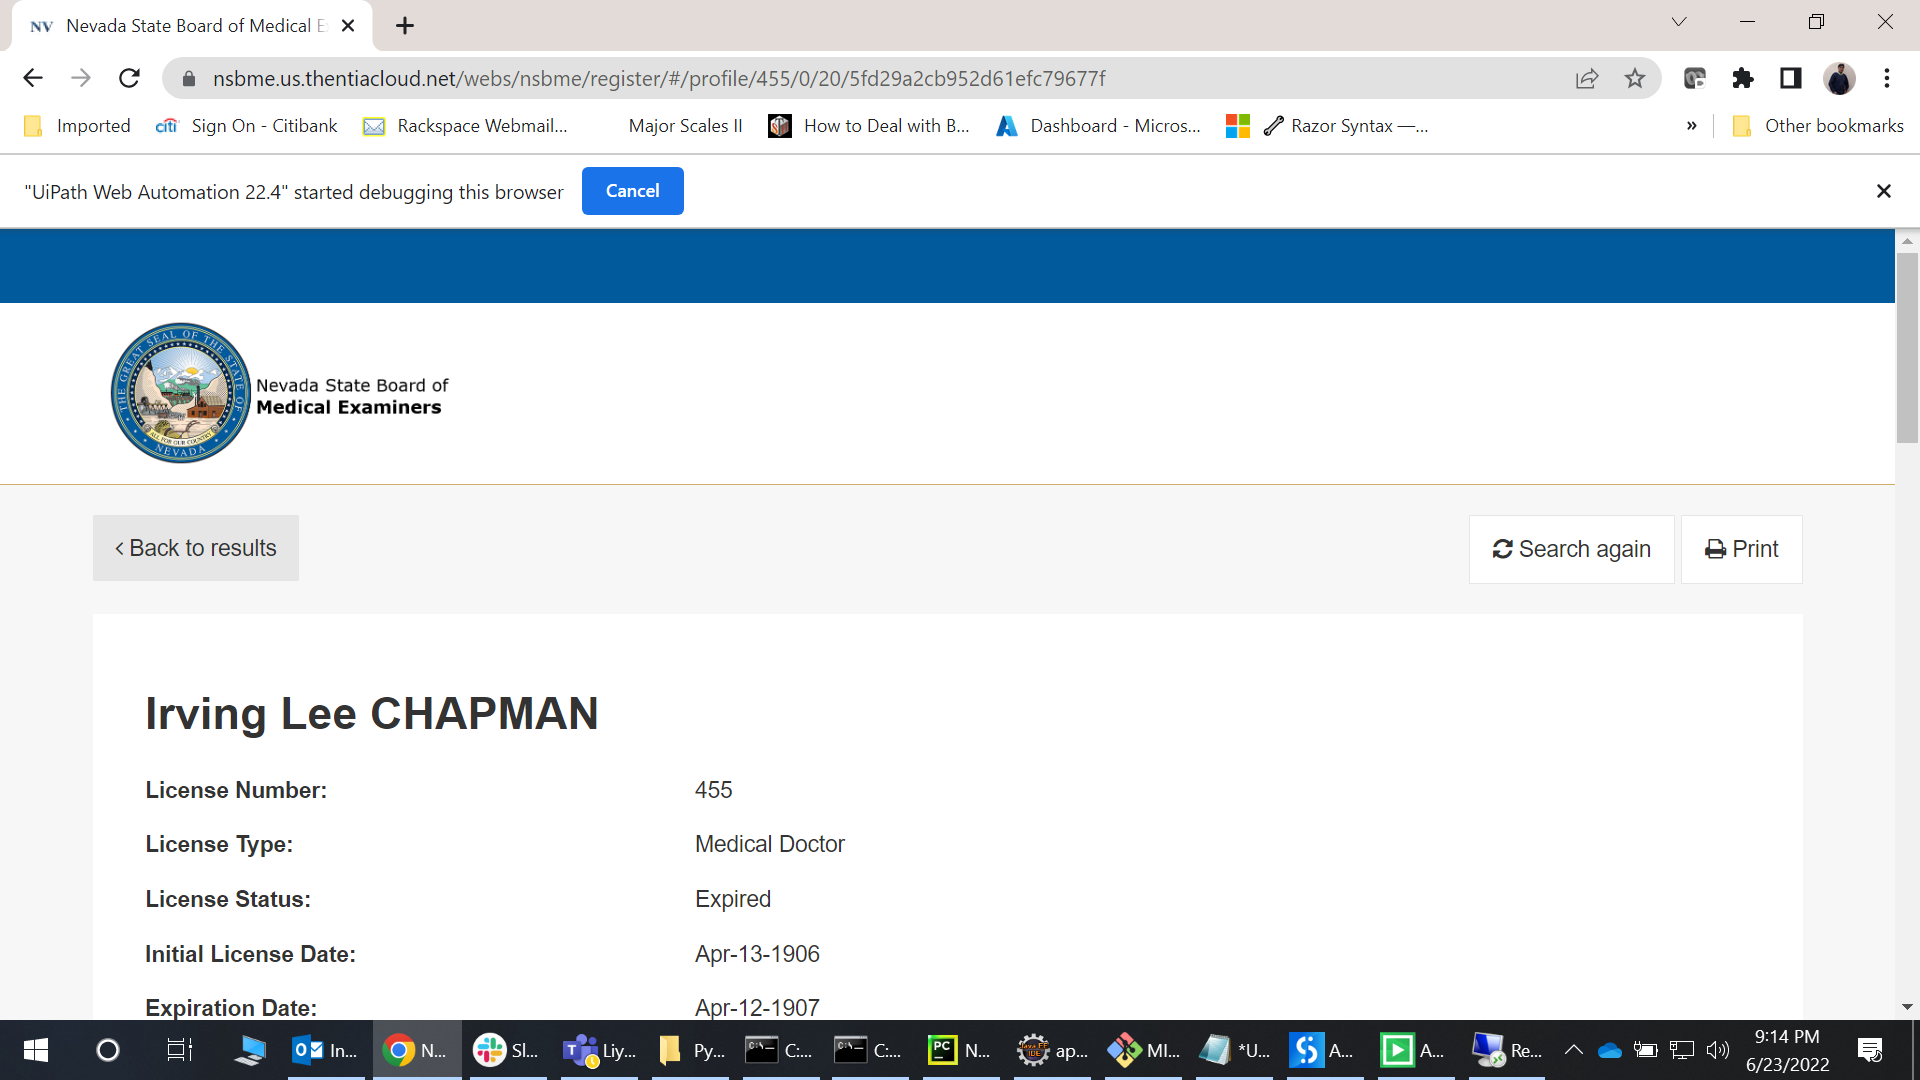 NV Nevada State Board of Medical E
nsbme.us.thentiacloud.net/webs/nsbme/register/#/profile/455/0/20/5fd29a2cb952d61efc79677f
Imported citi Sign On - Citibank Rackspace Webmail... Major Scales II How to Deal with B... Dashboard - Micros... Razor Syntax —... » Other bookmarks
"UiPath Web Automation 22.4" started debugging this browser Cancel
THE GREAT SEAL OF THE STATE OF NEVADA
ALL FOR OUR COUNTRY
Nevada State Board of
Medical Examiners
Back to results
Search again
Print
Irving Lee CHAPMAN
License Number: 455
License Type: Medical Doctor
License Status: Expired
Initial License Date: Apr-13-1906
Expiration Date: Apr-12-1907
In... N... Sl... Liy... Py... C:... C:... N... ap... MI... *U... A... A... Re...
9:14 PM
6/23/2022